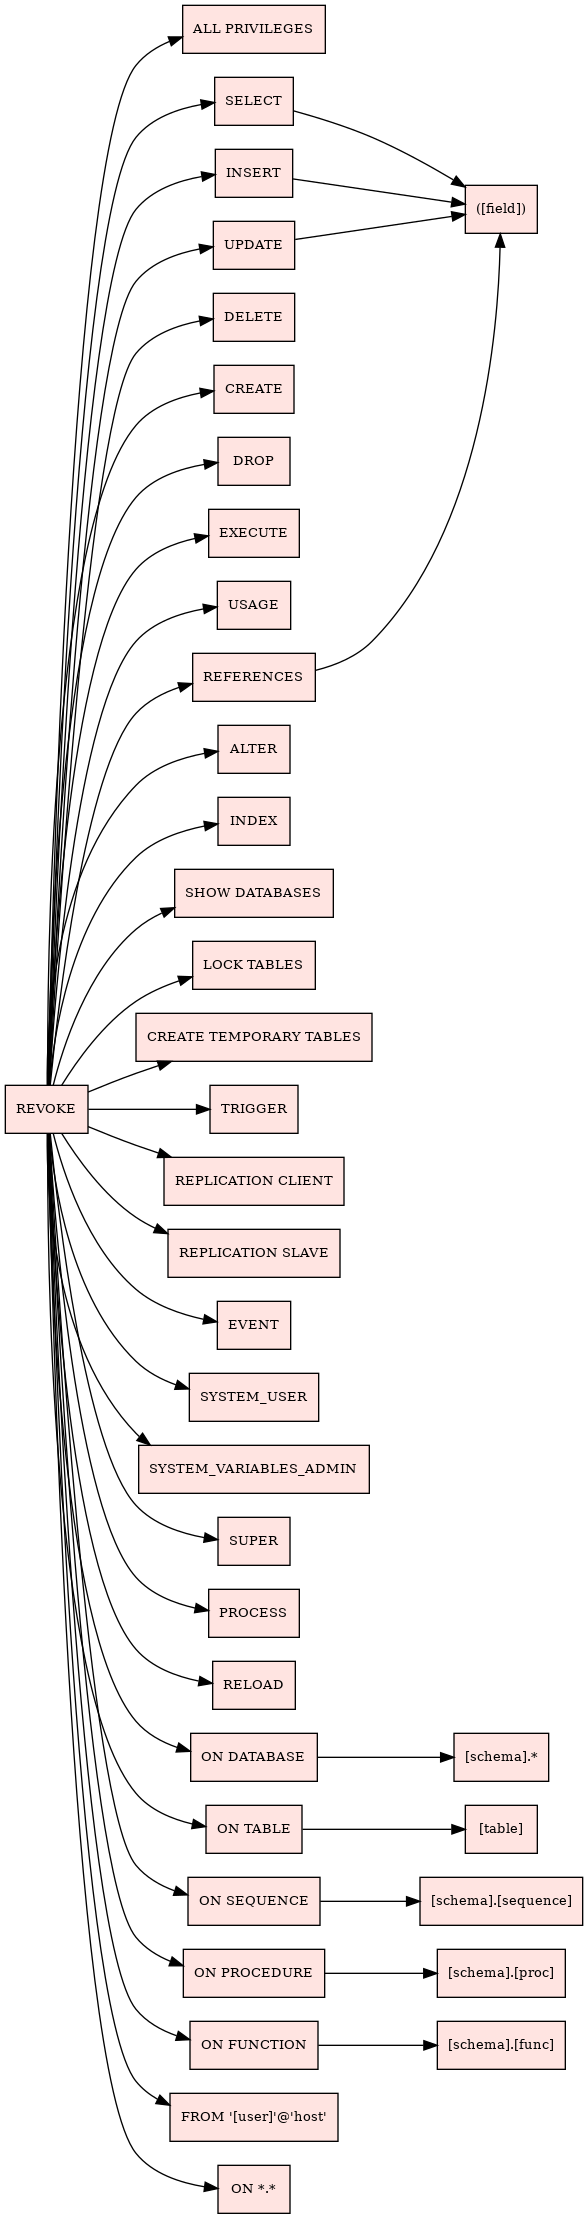 ALL PRIVILEGES
SELECT
INSERT
([field])
UPDATE
DELETE
CREATE
DROP
EXECUTE
USAGE
REFERENCES
ALTER
INDEX
SHOW DATABASES
LOCK TABLES
CREATE TEMPORARY TABLES
REVOKE
TRIGGER
REPLICATION CLIENT
REPLICATION SLAVE
EVENT
SYSTEM_USER
SYSTEM_VARIABLES_ADMIN
SUPER
PROCESS
RELOAD
ON DATABASE
[schema].*
ON TABLE
[table]
ON SEQUENCE
[schema].[sequence]
ON PROCEDURE
[schema].[proc]
ON FUNCTION
[schema].[func]
FROM '[user]'@'host'
ON *.*